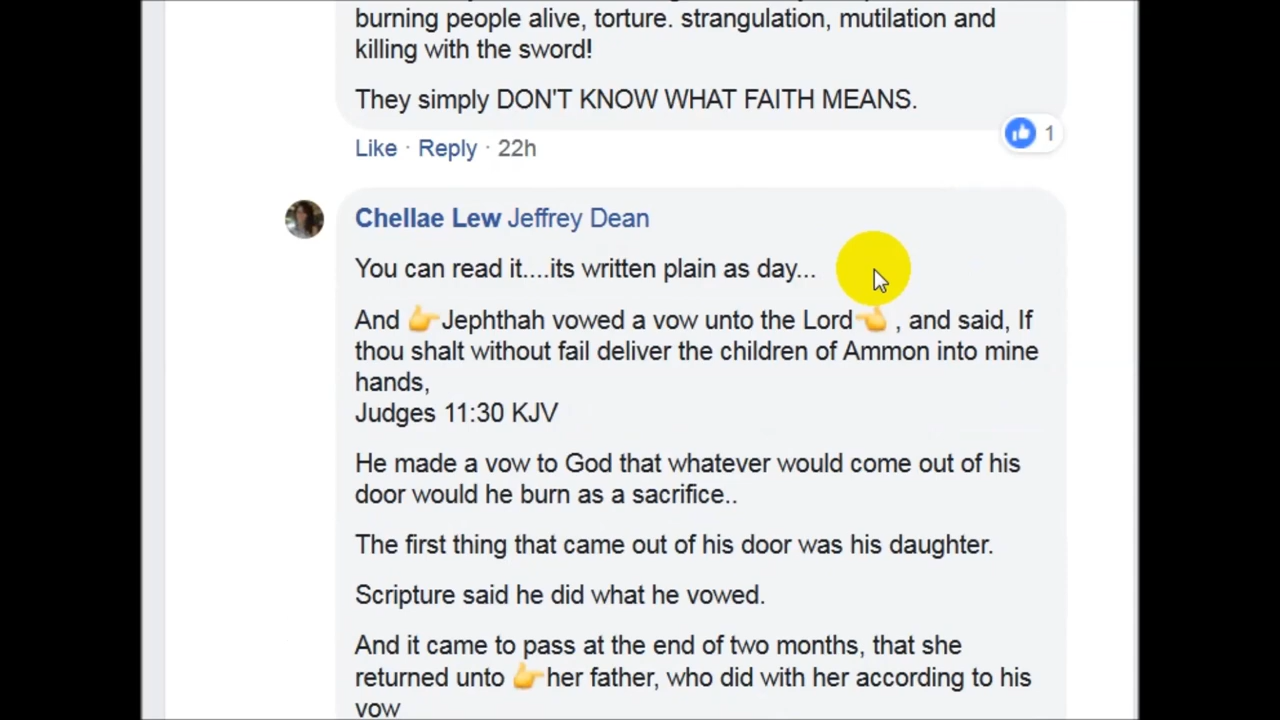 burning people alive, torture. strangulation, mutilation and
killing with the sword!
They simply DON'T KNOW WHAT FAITH MEANS.
1
Like · Reply · 22h
Chellae Lew Jeffrey Dean
You can read it....its written plain as day...
And 👉Jephthah vowed a vow unto the Lord👈 , and said, If
thou shalt without fail deliver the children of Ammon into mine
hands,
Judges 11:30 KJV
He made a vow to God that whatever would come out of his
door would he burn as a sacrifice..
The first thing that came out of his door was his daughter.
Scripture said he did what he vowed.
And it came to pass at the end of two months, that she
returned unto 👉her father, who did with her according to his
vow